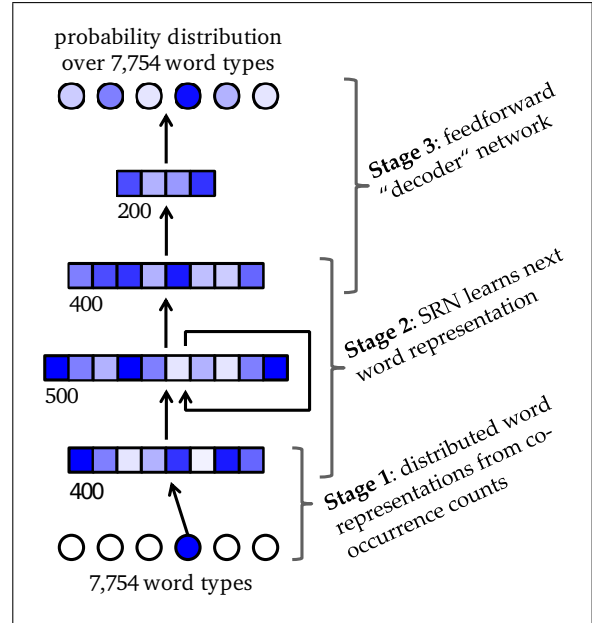 probability distribution
over 7,754 word types
Stage 3: feedforward
“decoder“ network
200
400
Stage 2: SRN learns next
word representation
500
400
Stage 1: distributed word
representations from co-
occurrence counts
7,754 word types